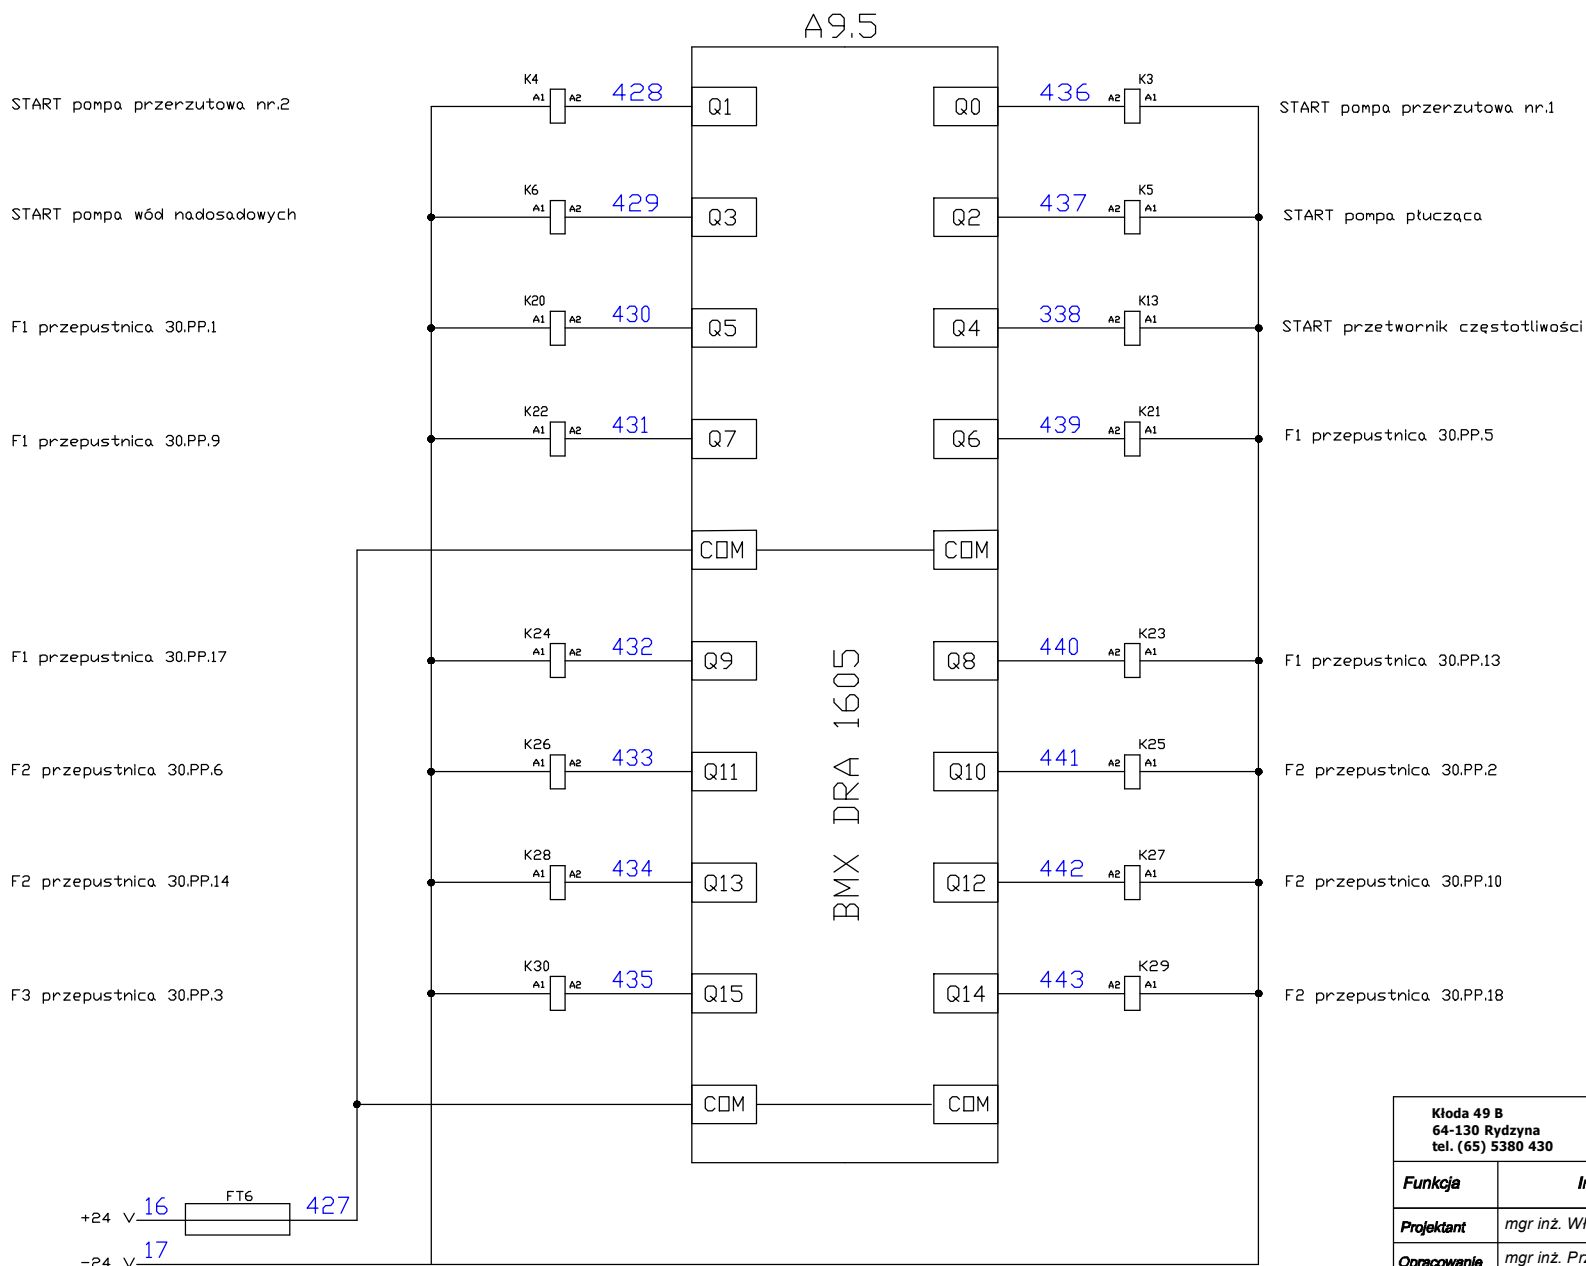 A9.5
START pompa przerzutowa nr.2
K4
A1 A2
428
Q1
Q0
436
K3
A2 A1
START pompa przerzutowa nr.1
START pompa wód nadosadowych
K6
A1 A2
429
Q3
Q2
437
K5
A2 A1
START pompa płucząca
F1 przepustnica 30.PP.1
K20
A1 A2
430
Q5
Q4
338
K13
A2 A1
START przetwornik częstotliwości
F1 przepustnica 30.PP.9
K22
A1 A2
431
Q7
Q6
439
K21
A2 A1
F1 przepustnica 30.PP.5
COM
COM
F1 przepustnica 30.PP.17
K24
A1 A2
432
Q9
Q8
440
K23
A2 A1
F1 przepustnica 30.PP.13
BMX DRA 1605
F2 przepustnica 30.PP.6
K26
A1 A2
433
Q11
Q10
441
K25
A2 A1
F2 przepustnica 30.PP.2
F2 przepustnica 30.PP.14
K28
A1 A2
434
Q13
Q12
442
K27
A2 A1
F2 przepustnica 30.PP.10
F3 przepustnica 30.PP.3
K30
A1 A2
435
Q15
Q14
443
K29
A2 A1
F2 przepustnica 30.PP.18
COM
COM
+24 V
16
FT6
427
-24 V
17
Kłoda 49 B
64-130 Rydzyna
tel. (65) 5380 430
Funkcja
Projektant
mgr inż.
Opracowanie
mgr inż.